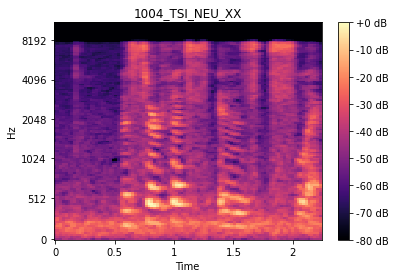 1004_TSI_NEU_XX
+0 dB
8192
-10 dB
4096
-20 dB
-30 dB
2048
Hz
-40 dB
1024
-50 dB
512
-60 dB
-70 dB
0
-80 dB
0 0.5 1 1.5 2
Time